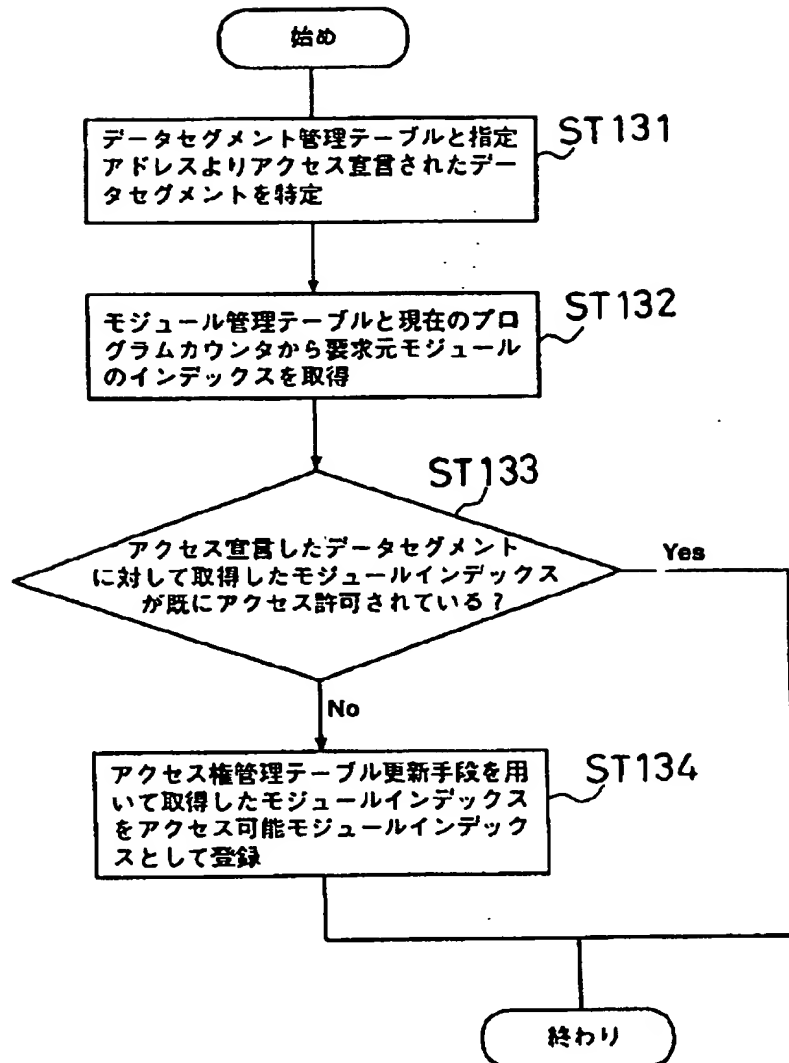 始め
データセグメント管理テーブルと指定
アドレスよりアクセス宣言されたデー
タセグメントを特定
ST131
モジュール管理テーブルと現在のプロ
グラムカウンタから要求元モジュール
のインデックスを取得
ST132
ST133
アクセス宣言したデータセグメント
に対して取得したモジュールインデックス
が既にアクセス許可されている?
Yes
No
アクセス権管理テーブル更新手段を用
いて取得したモジュールインデックス
をアクセス可能モジュールインデック
スとして登録
ST134
終わり